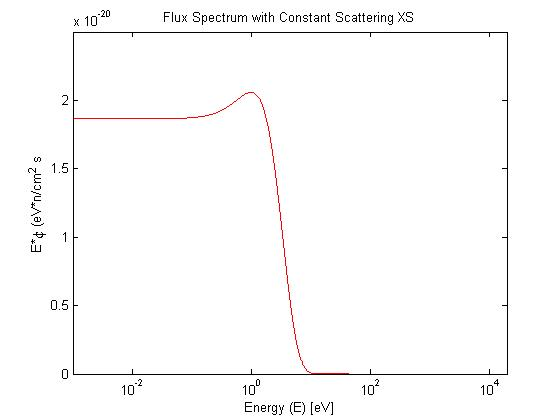 Flux Spectrum with Constant Scattering XS
x 10^-20
2
1.5
1
0.5
0
E*ϕ (eV*n/cm² s
10^-2
10^0
10^2
10^4
Energy (E) [eV]